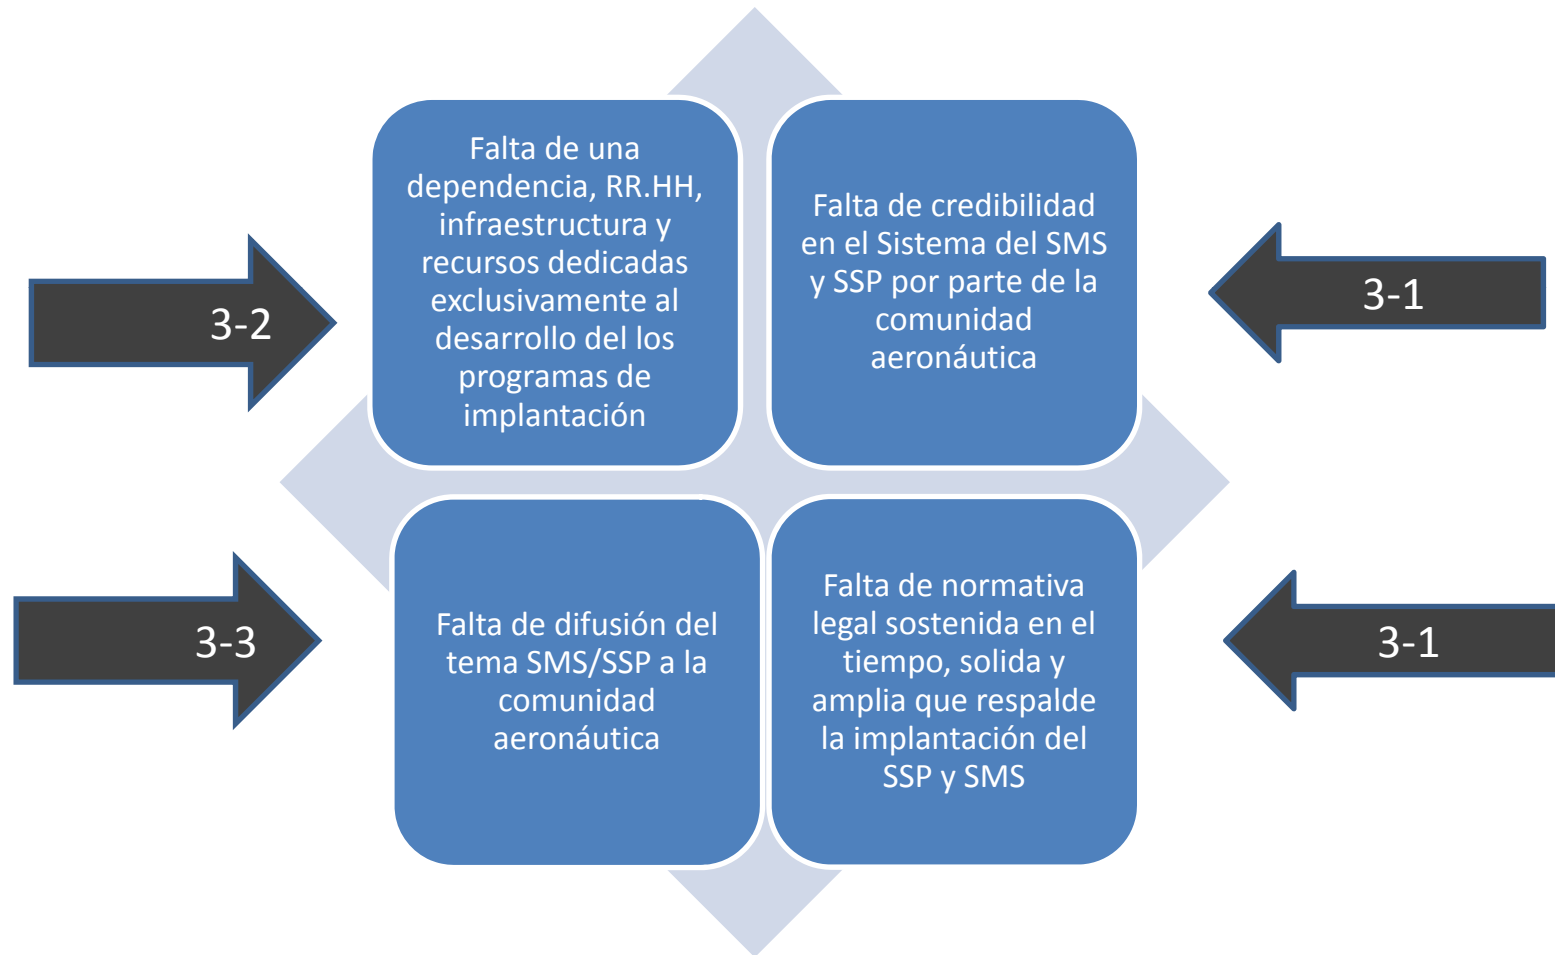 Falta de una
dependencia, RR.HH,
infraestructura y
recursos dedicadas
exclusivamente al
desarrollo del los
programas de
implantación
Falta de credibilidad
en el Sistema del SMS
y SSP por parte de la
comunidad
aeronáutica
3-2
3-1
Falta de difusión del
tema SMS/SSP a la
comunidad
aeronáutica
Falta de normativa
legal sostenida en el
tiempo, solida y
amplia que respalde
la implantación del
SSP y SMS
3-3
3-1